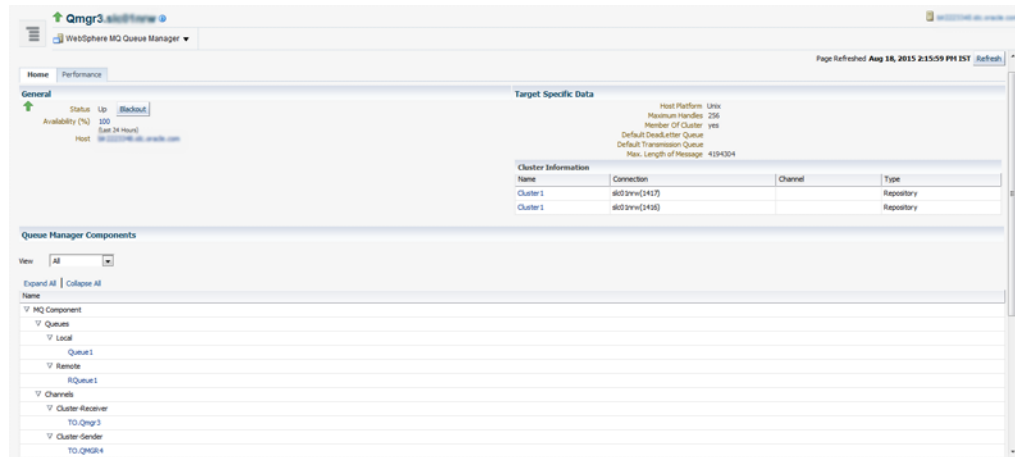 Qmgr3.
WebSphere MQ Queue Manager
Page Refreshed Aug 18, 2015 2:15:59 PM IST Refresh
Home Performance
General
Status Up Blackout
Availability (%) 100
(Last 24 Hours)
Host
Target Specific Data
Host Platform Unix
Maximum Handles 256
Member Of Cluster yes
Default DeadLetter Queue
Default Transmission Queue
Max. Length of Message 4194304
Cluster Information
Name Connection Channel Type
Cluster1 slc01nrw(1417) Repository
Cluster1 slc01nrw(1416) Repository
Queue Manager Components
View All
Expand All Collapse All
Name
MQ Component
Queues
Local
Queue1
Remote
RQueue1
Channels
Cluster-Receiver
TO.Qmgr3
Cluster-Sender
TO.QMGR4